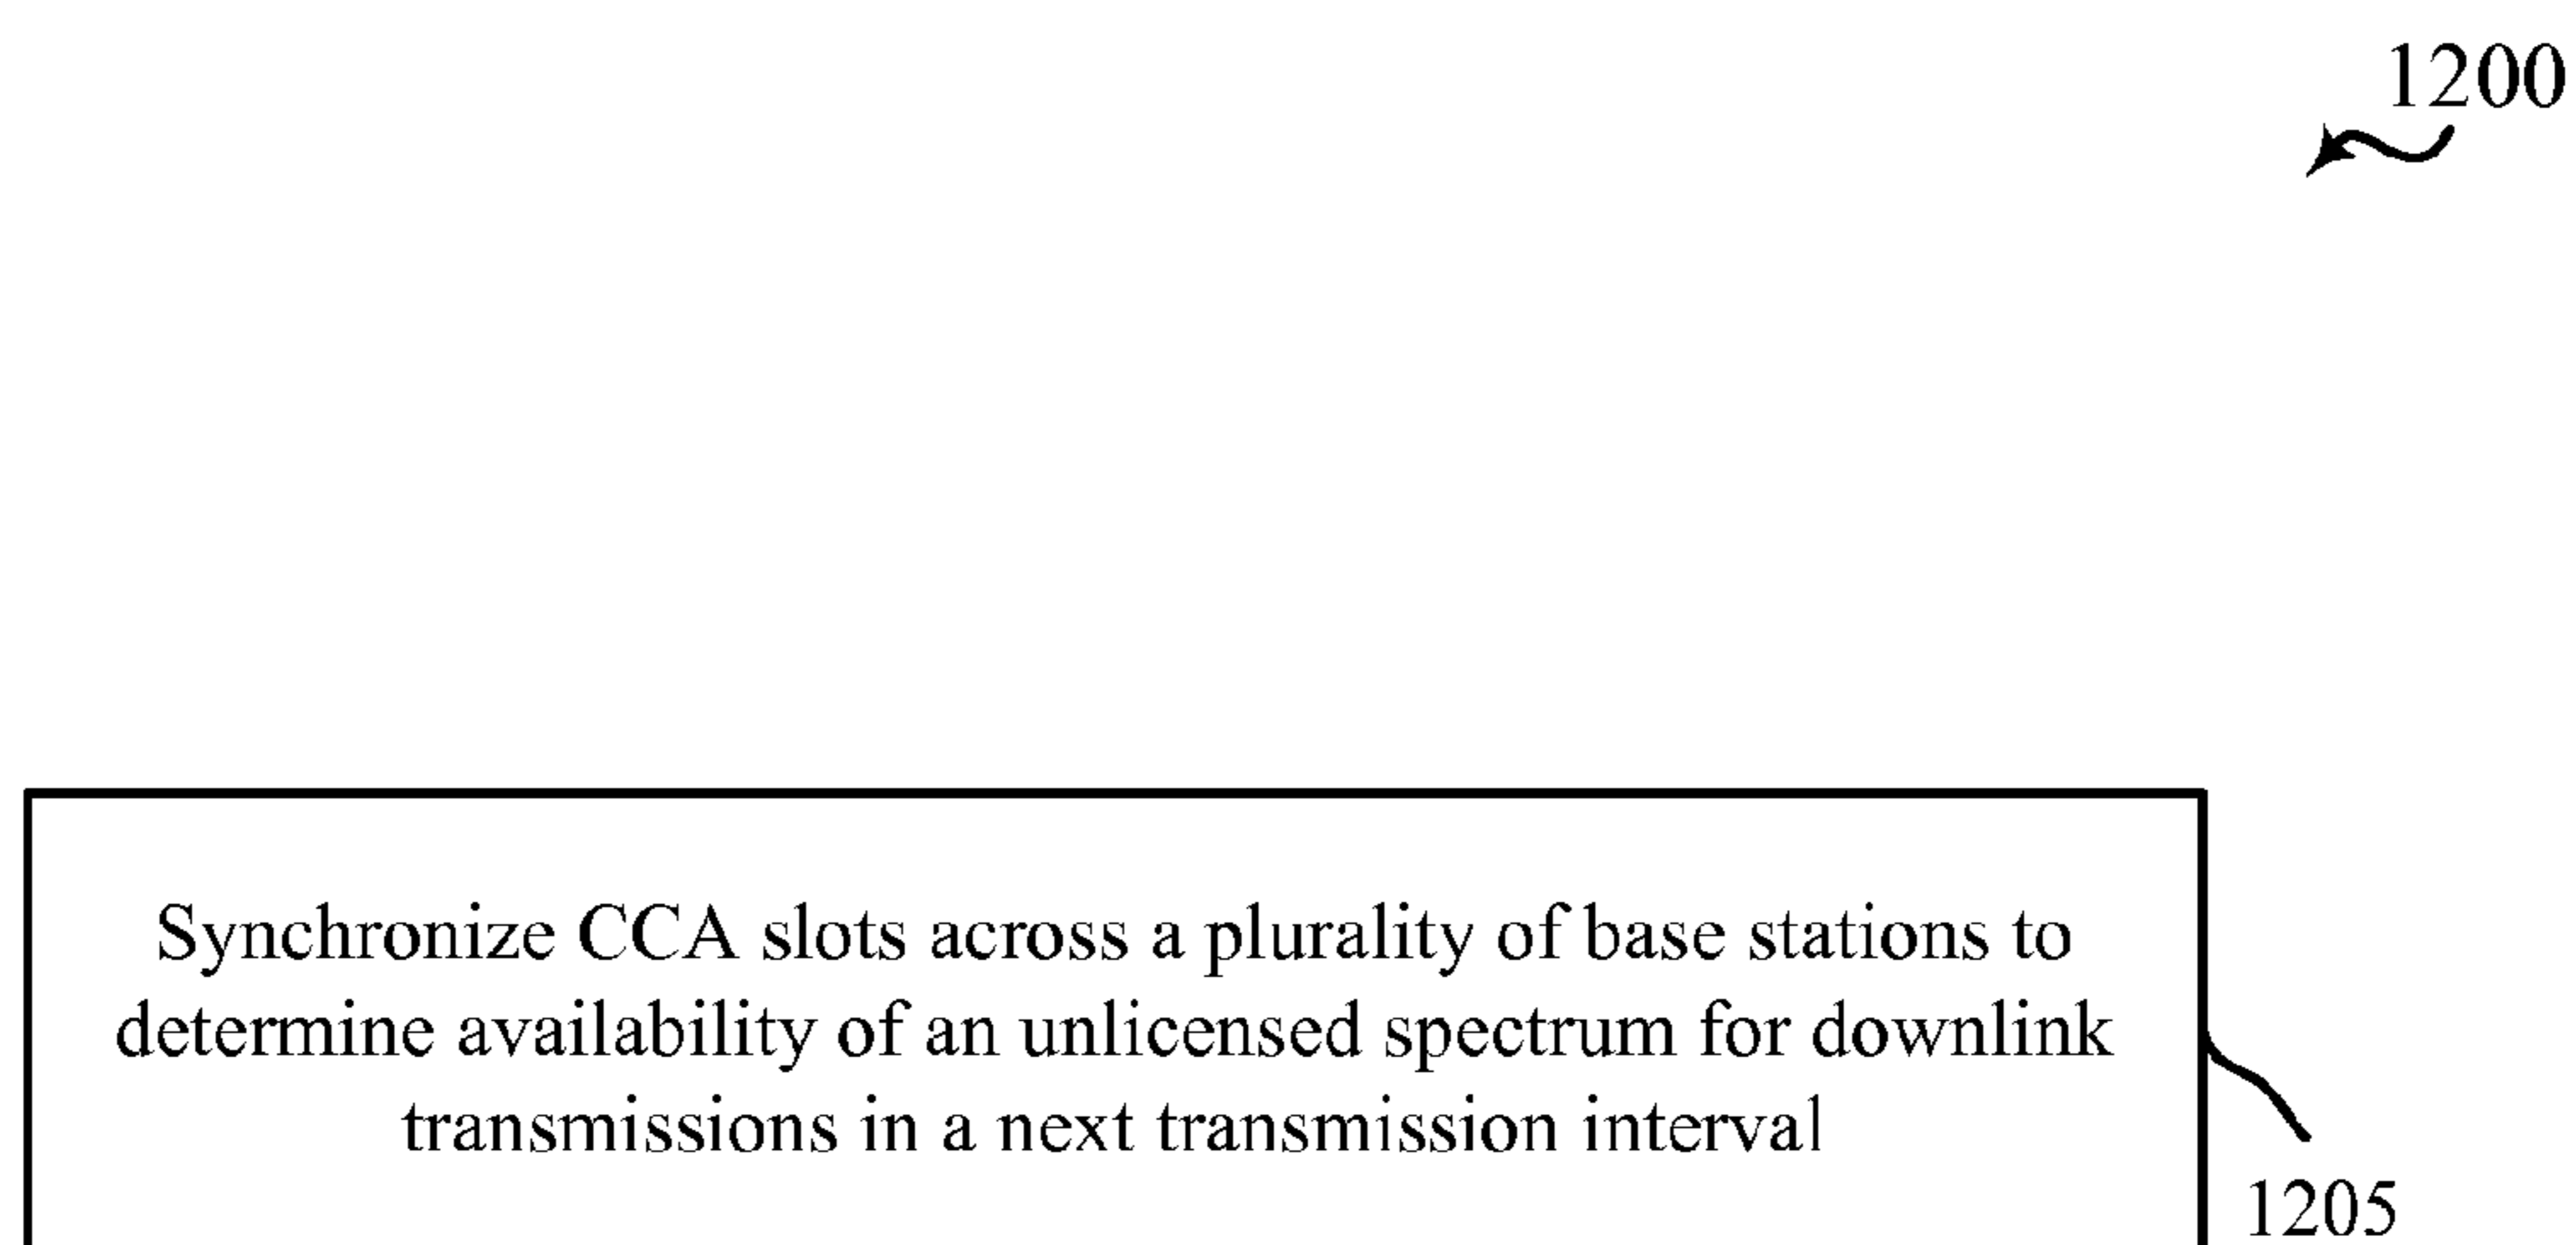 1200
Synchronize CCA slots across a plurality of base stations to
determine availability of an unlicensed spectrum for downlink
transmissions in a next transmission interval
1205